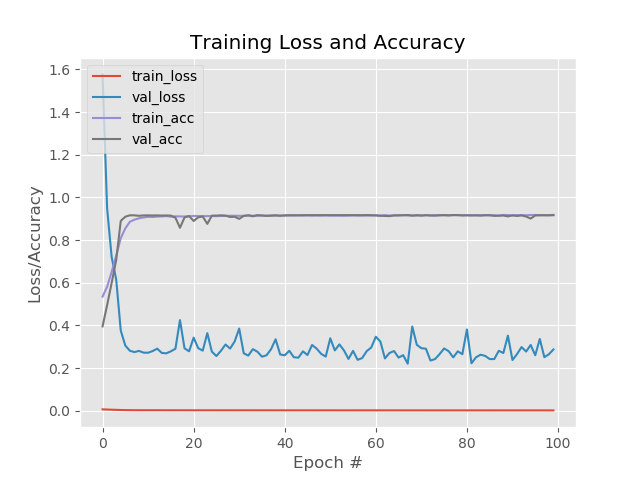 Training Loss and Accuracy
1.6
1.4
1.2
1.0
0.8
0.6
0.4
0.2
0.0
train_loss
val_loss
train_acc
val_acc
Loss/Accuracy
0 20 40 60 80 100
Epoch #